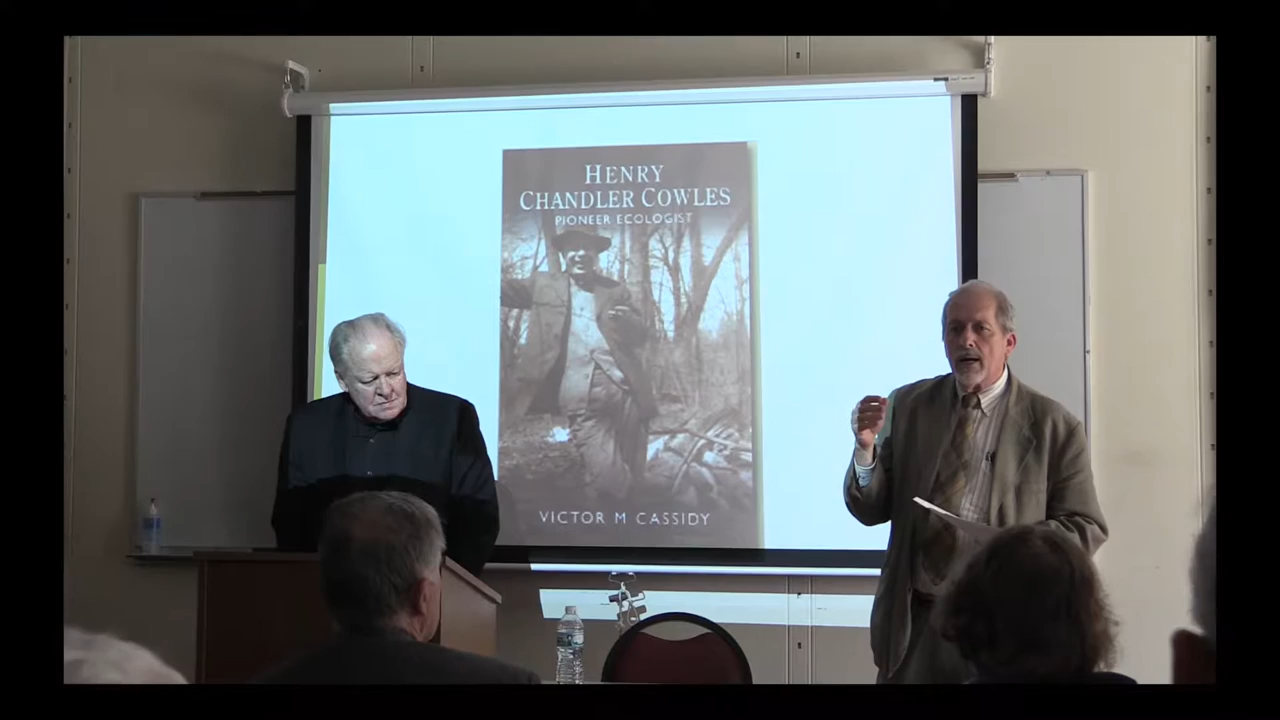 HENRY
CHANDLER COWLES
PIONEER ECOLOGIST
VICTOR M CASSIDY